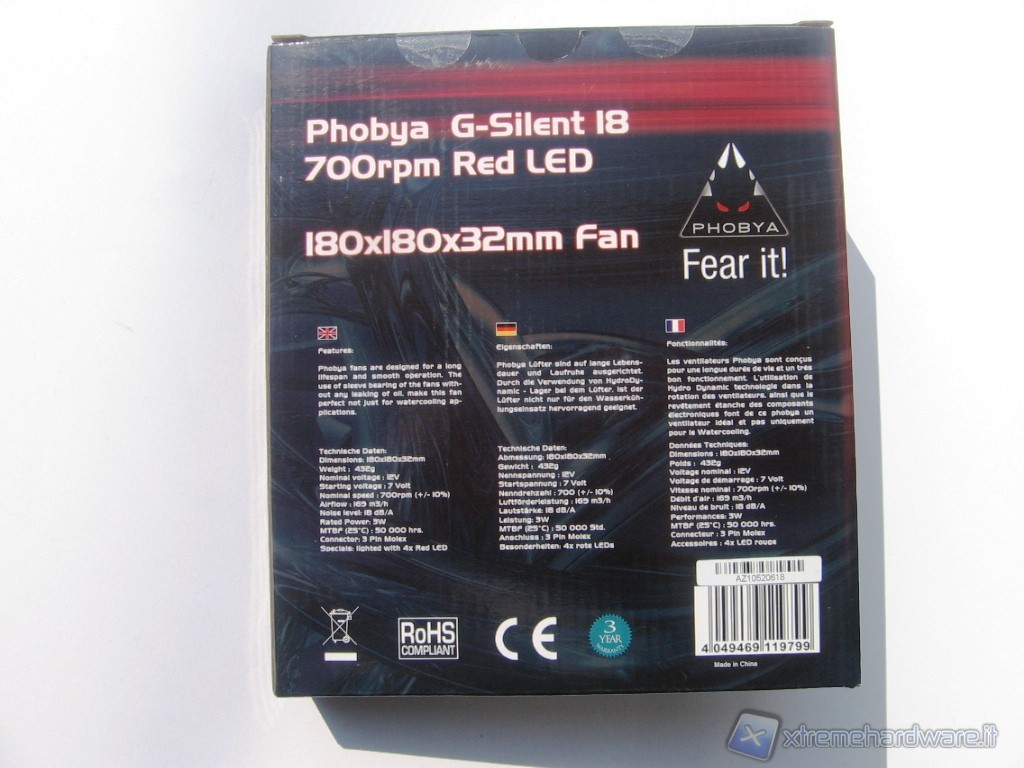 Phobya G-Silent 18
700rpm Red LED
180x180x32mm Fan
PHOBYA
Fear it!
Features:
Phobya fans are designed for a long
lifespan and smooth operation. The
use of sleeve bearing of the fans with-
out any leaking of oil, make this fan
perfect not just for watercooling ap-
plications.
Technische Daten:
Dimensions: 180x180x32mm
Weight : 432g
Nominal voltage : 12V
Starting voltage : 7 Volt
Nominal speed : 700rpm (+/- 10%)
Airflow : 169 m3/h
Noise level: 18 dB/A
Rated Power: 3W
MTBF (25°C) : 50 000 hrs.
Connector: 3 Pin Molex
Specials: lighted with 4x Red LED
Eigenschaften:
Phobya Lüfter sind auf lange Lebens-
dauer und Laufruhe ausgerichtet.
Durch die Verwendung von HydroDy-
namic - Lager bei dem Lüfter, ist der
Lüfter nicht nur für den Wasserküh-
lungseinsatz hervorragend geeignet.
Technische Daten:
Abmessung: 180x180x32mm
Gewicht : 432g
Nennspannung : 12V
Startspannung : 7 Volt
Nenndrehzahl : 700 (+/- 10%)
Luftförderleistung : 169 m3/h
Lautstärke: 18 dB/A
Leistung: 3W
MTBF (25°C) : 50 000 Std.
Anschluss : 3 Pin Molex
Besonderheiten: 4x rote LEDs
Fonctionnalités:
Les ventilateurs Phobya sont conçus
pour une longue durée de vie et un très
bon fonctionnement. L'utilisation de
Hydro Dynamic technologie dans la
rotation des ventilateurs, ainsi que le
revêtement étanche des composants
électroniques font de ce phobya un
ventilateur idéal et pas uniquement
pour le Watercooling.
Données Techniques:
Dimensions : 180x180x32mm
Poids : 432g
Voltage nominal : 12V
Voltage de démarrage : 7 Volt
Vitesse nominal : 700rpm (+/- 10%)
Débit d'air : 169 m3/h
Niveau de bruit : 18 dB/A
Performances: 3W
MTBF (25°C) : 50 000 hrs.
Connecteur : 3 Pin Molex
Accessoires : 4x LED rouge
AZ10520618
4 049469 119799
Made in China
RoHS
COMPLIANT
CE
3
YEAR
WARRANTY
xtremehardware.it